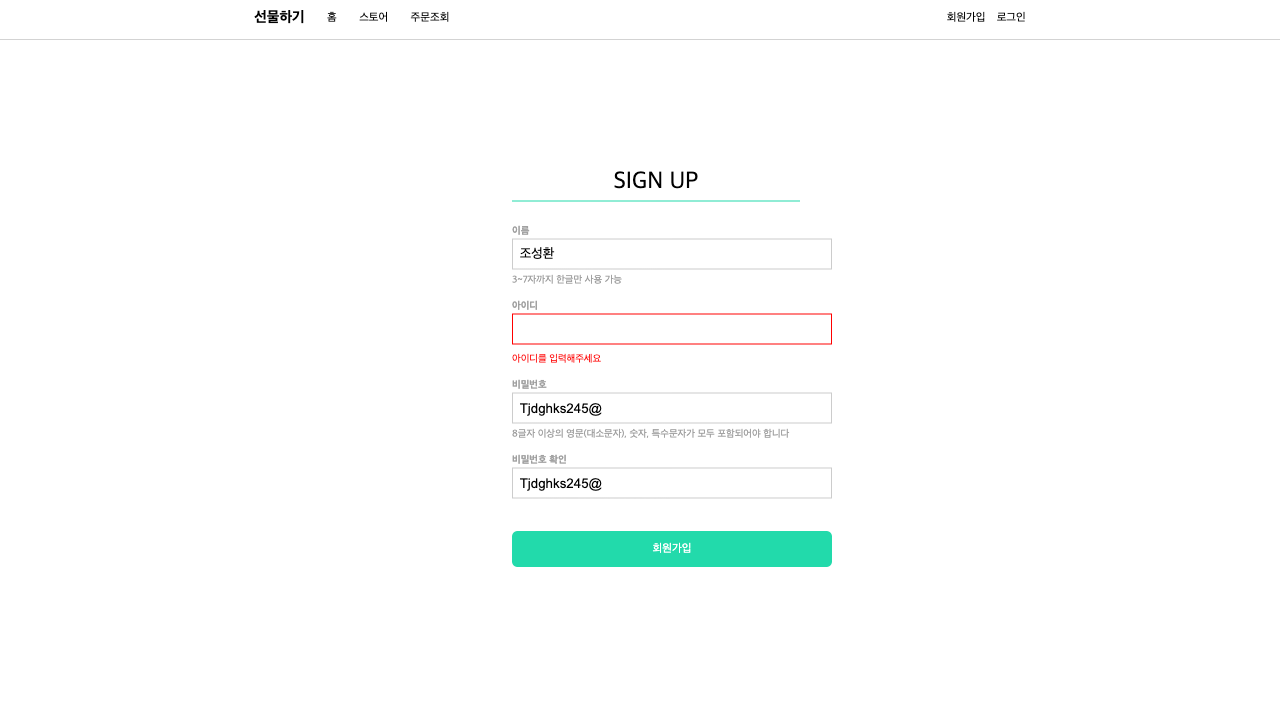 선물하기 홈 스토어 주문조회 회원가입 로그인
SIGN UP
이름
조성환
3~7자까지 한글만 사용 가능
아이디
아이디를 입력해주세요
비밀번호
Tjdghks245@
8글자 이상의 영문(대소문자), 숫자, 특수문자가 모두 포함되어야 합니다
비밀번호 확인
Tjdghks245@
회원가입